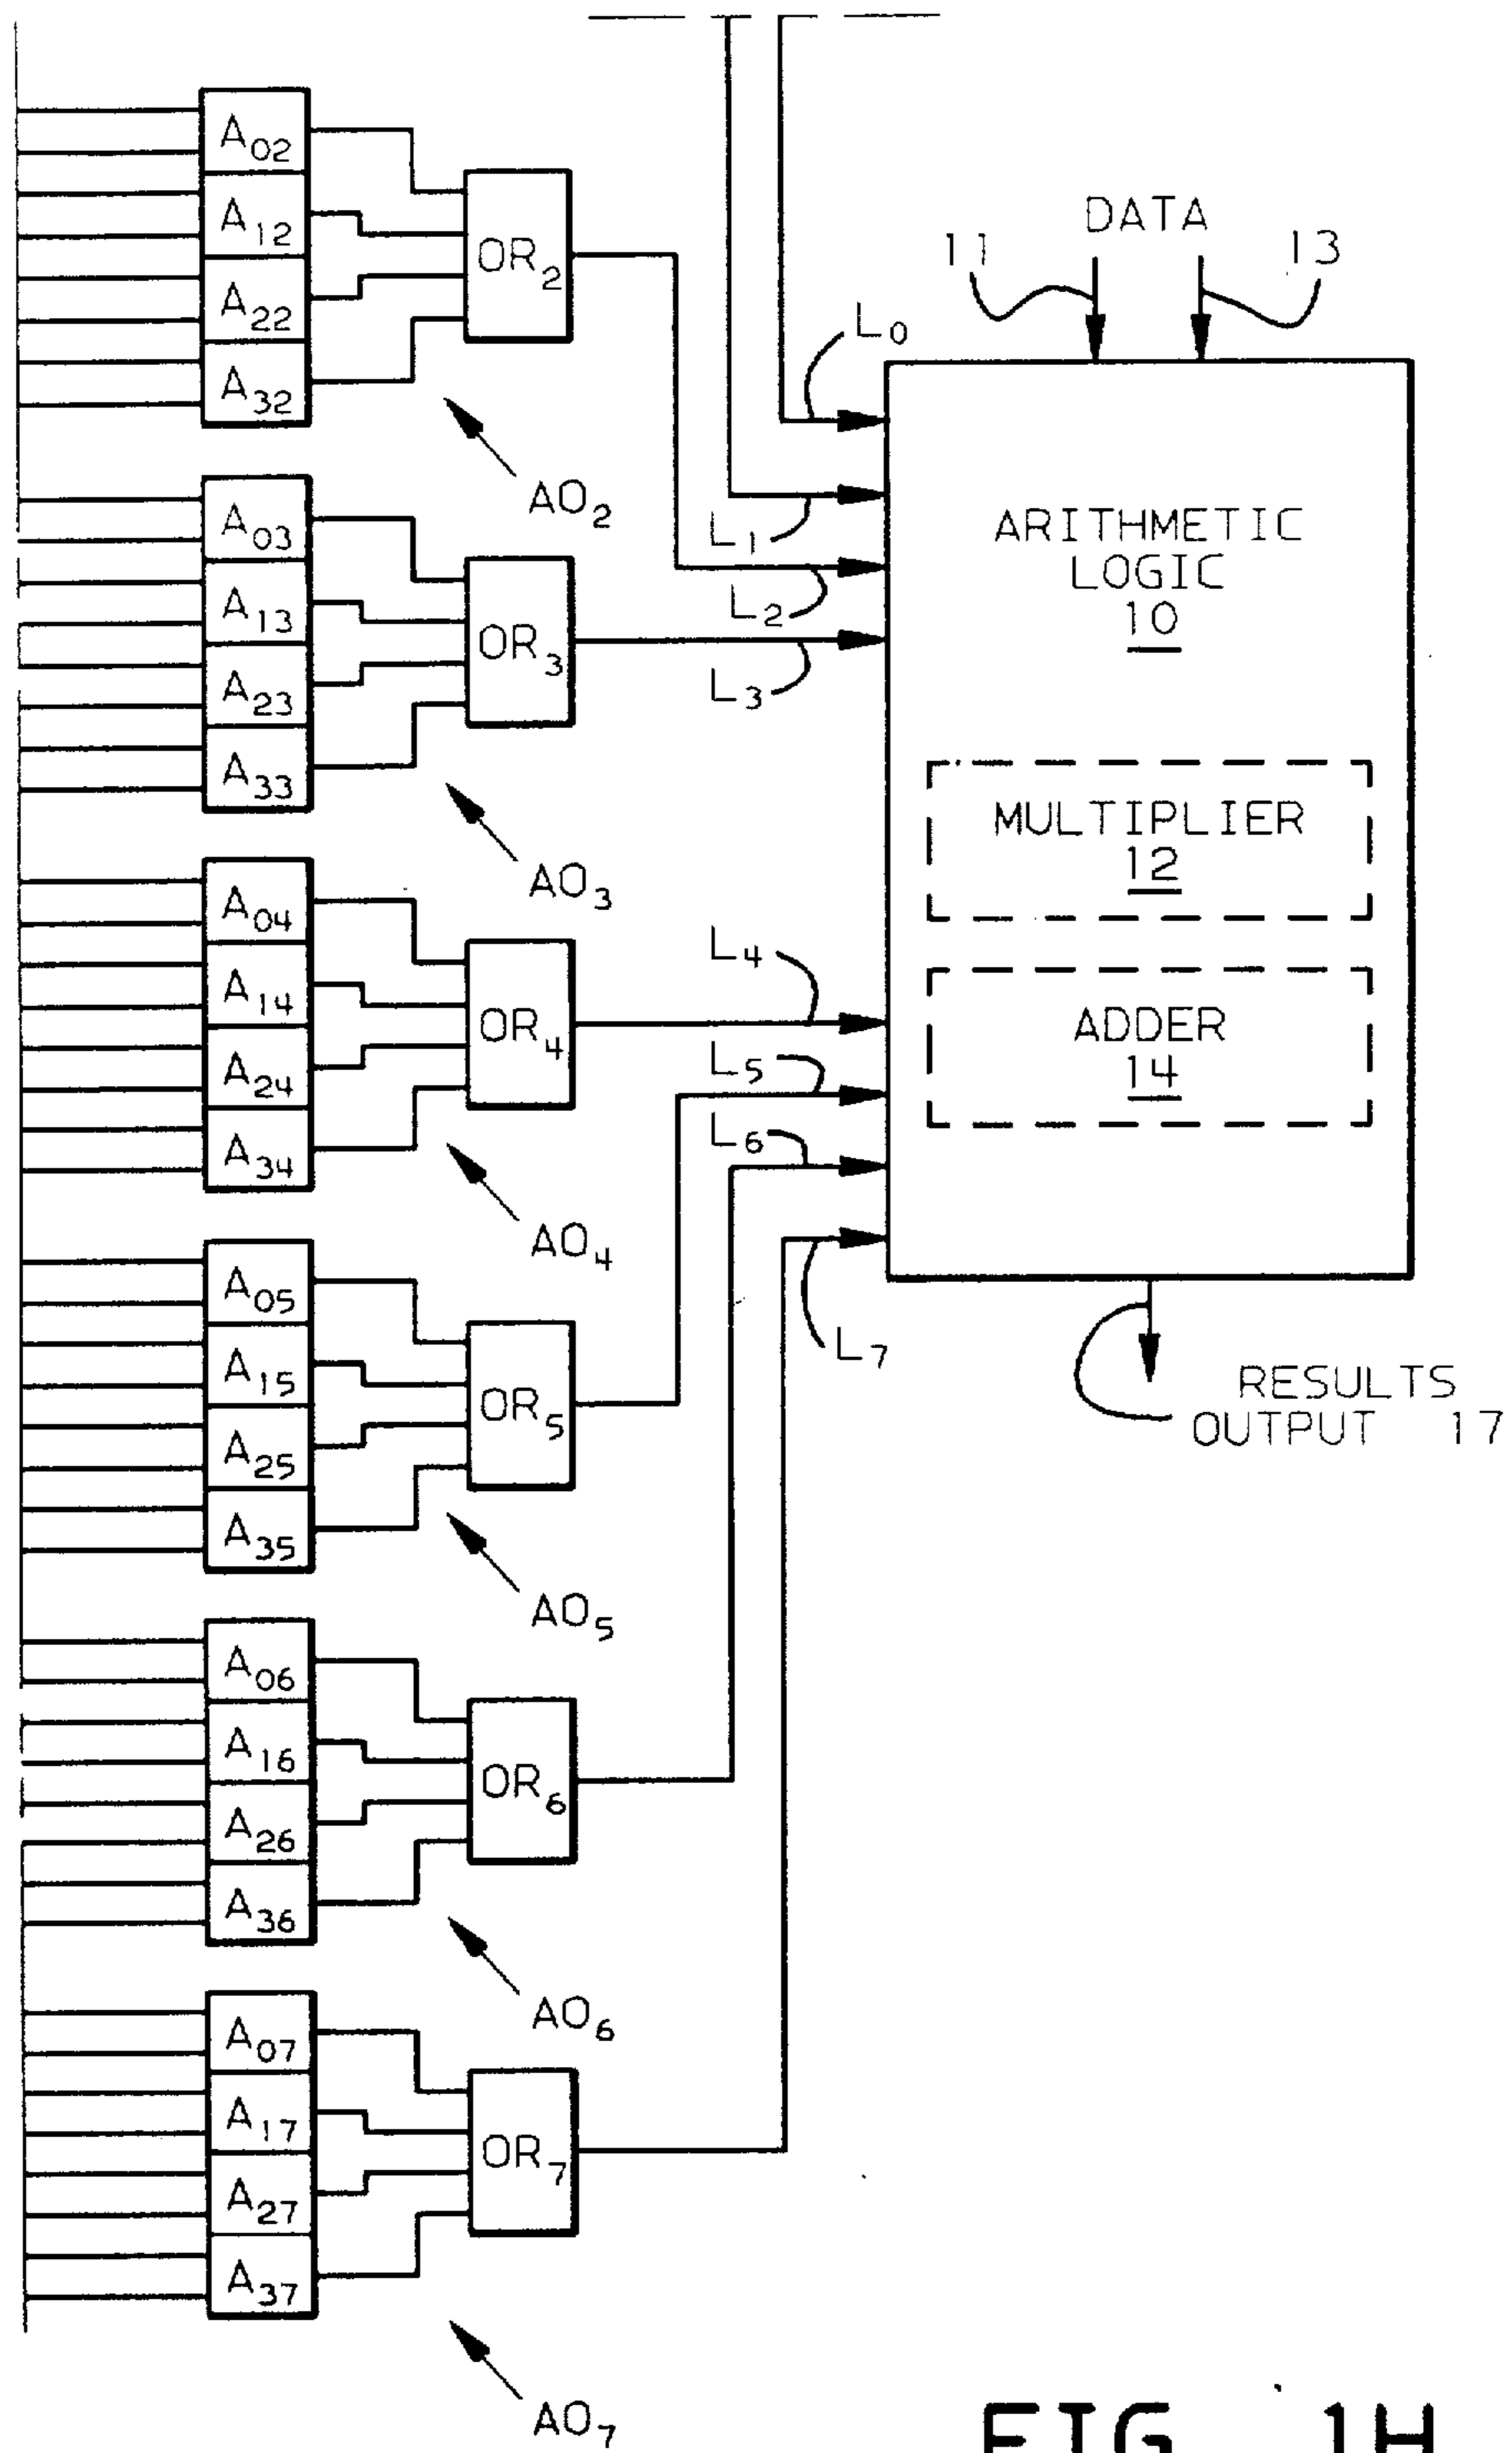 A02
A12
A22
A32
OR2
AO2
A03
A13
A23
A33
OR3
AO3
A04
A14
A24
A34
OR4
AO4
A05
A15
A25
A35
OR5
AO5
A06
A16
A26
A36
OR6
AO6
A07
A17
A27
A37
OR7
AO7
DATA
11
13
L0
L1
L2
L3
L4
L5
L6
L7
ARITHMETIC
LOGIC
10
MULTIPLIER
12
ADDER
14
RESULTS
OUTPUT 17
FIG. 1H